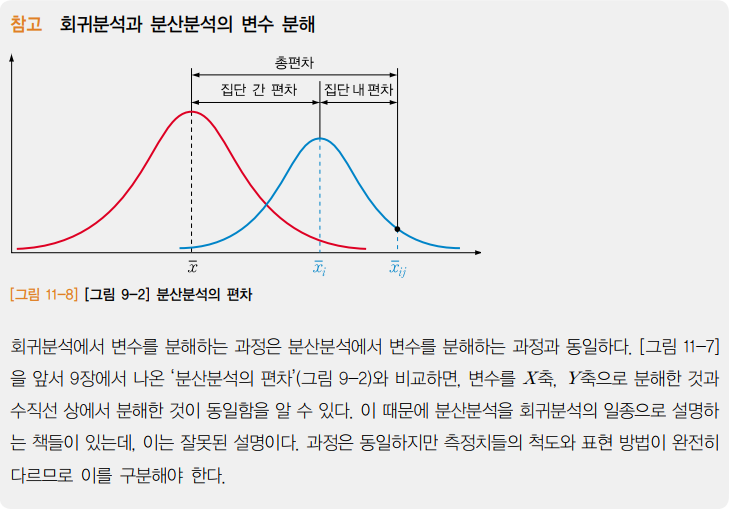 참고 회귀분석과 분산분석의 변수 분해
총편차
집단 간 편차 집단 내 편차
x̅ x̅ᵢ x̅ᵢⱼ
[그림 11-8] [그림 9-2] 분산분석의 편차
회귀분석에서 변수를 분해하는 과정은 분산분석에서 변수를 분해하는 과정과 동일하다. [그림 11-7]
을 앞서 9장에서 나온 ‘분산분석의 편차’(그림 9-2)와 비교하면, 변수를 X축, Y축으로 분해한 것과
수직선 상에서 분해한 것이 동일함을 알 수 있다. 이 때문에 분산분석을 회귀분석의 일종으로 설명하
는 책들이 있는데, 이는 잘못된 설명이다. 과정은 동일하지만 측정치들의 척도와 표현 방법이 완전히
다르므로 이를 구분해야 한다.